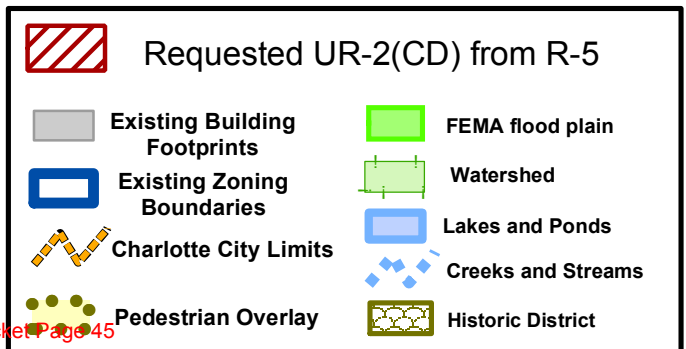 Requested UR-2(CD) from R-5
Existing Building
Footprints
Existing Zoning
Boundaries
Charlotte City Limits
Pedestrian Overlay
FEMA flood plain
Watershed
Lakes and Ponds
Creeks and Streams
Historic District
ket Page 45